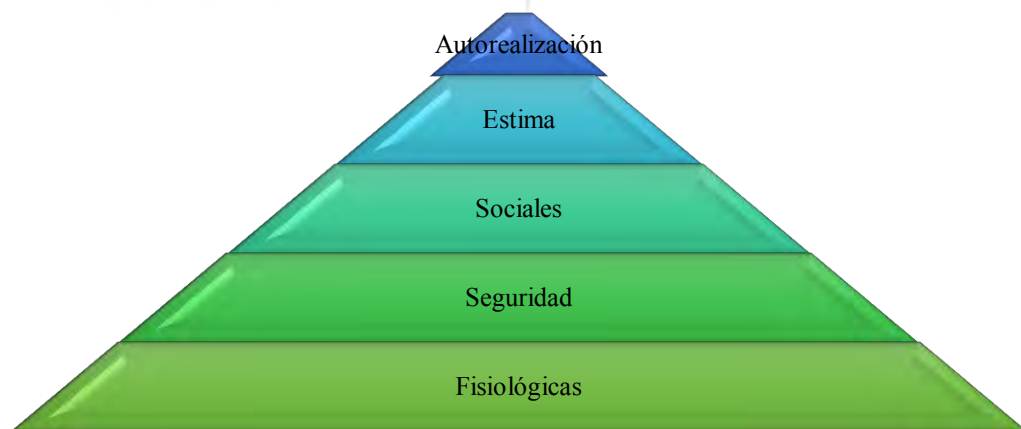 Autorealización
Estima
Sociales
Seguridad
Fisiológicas